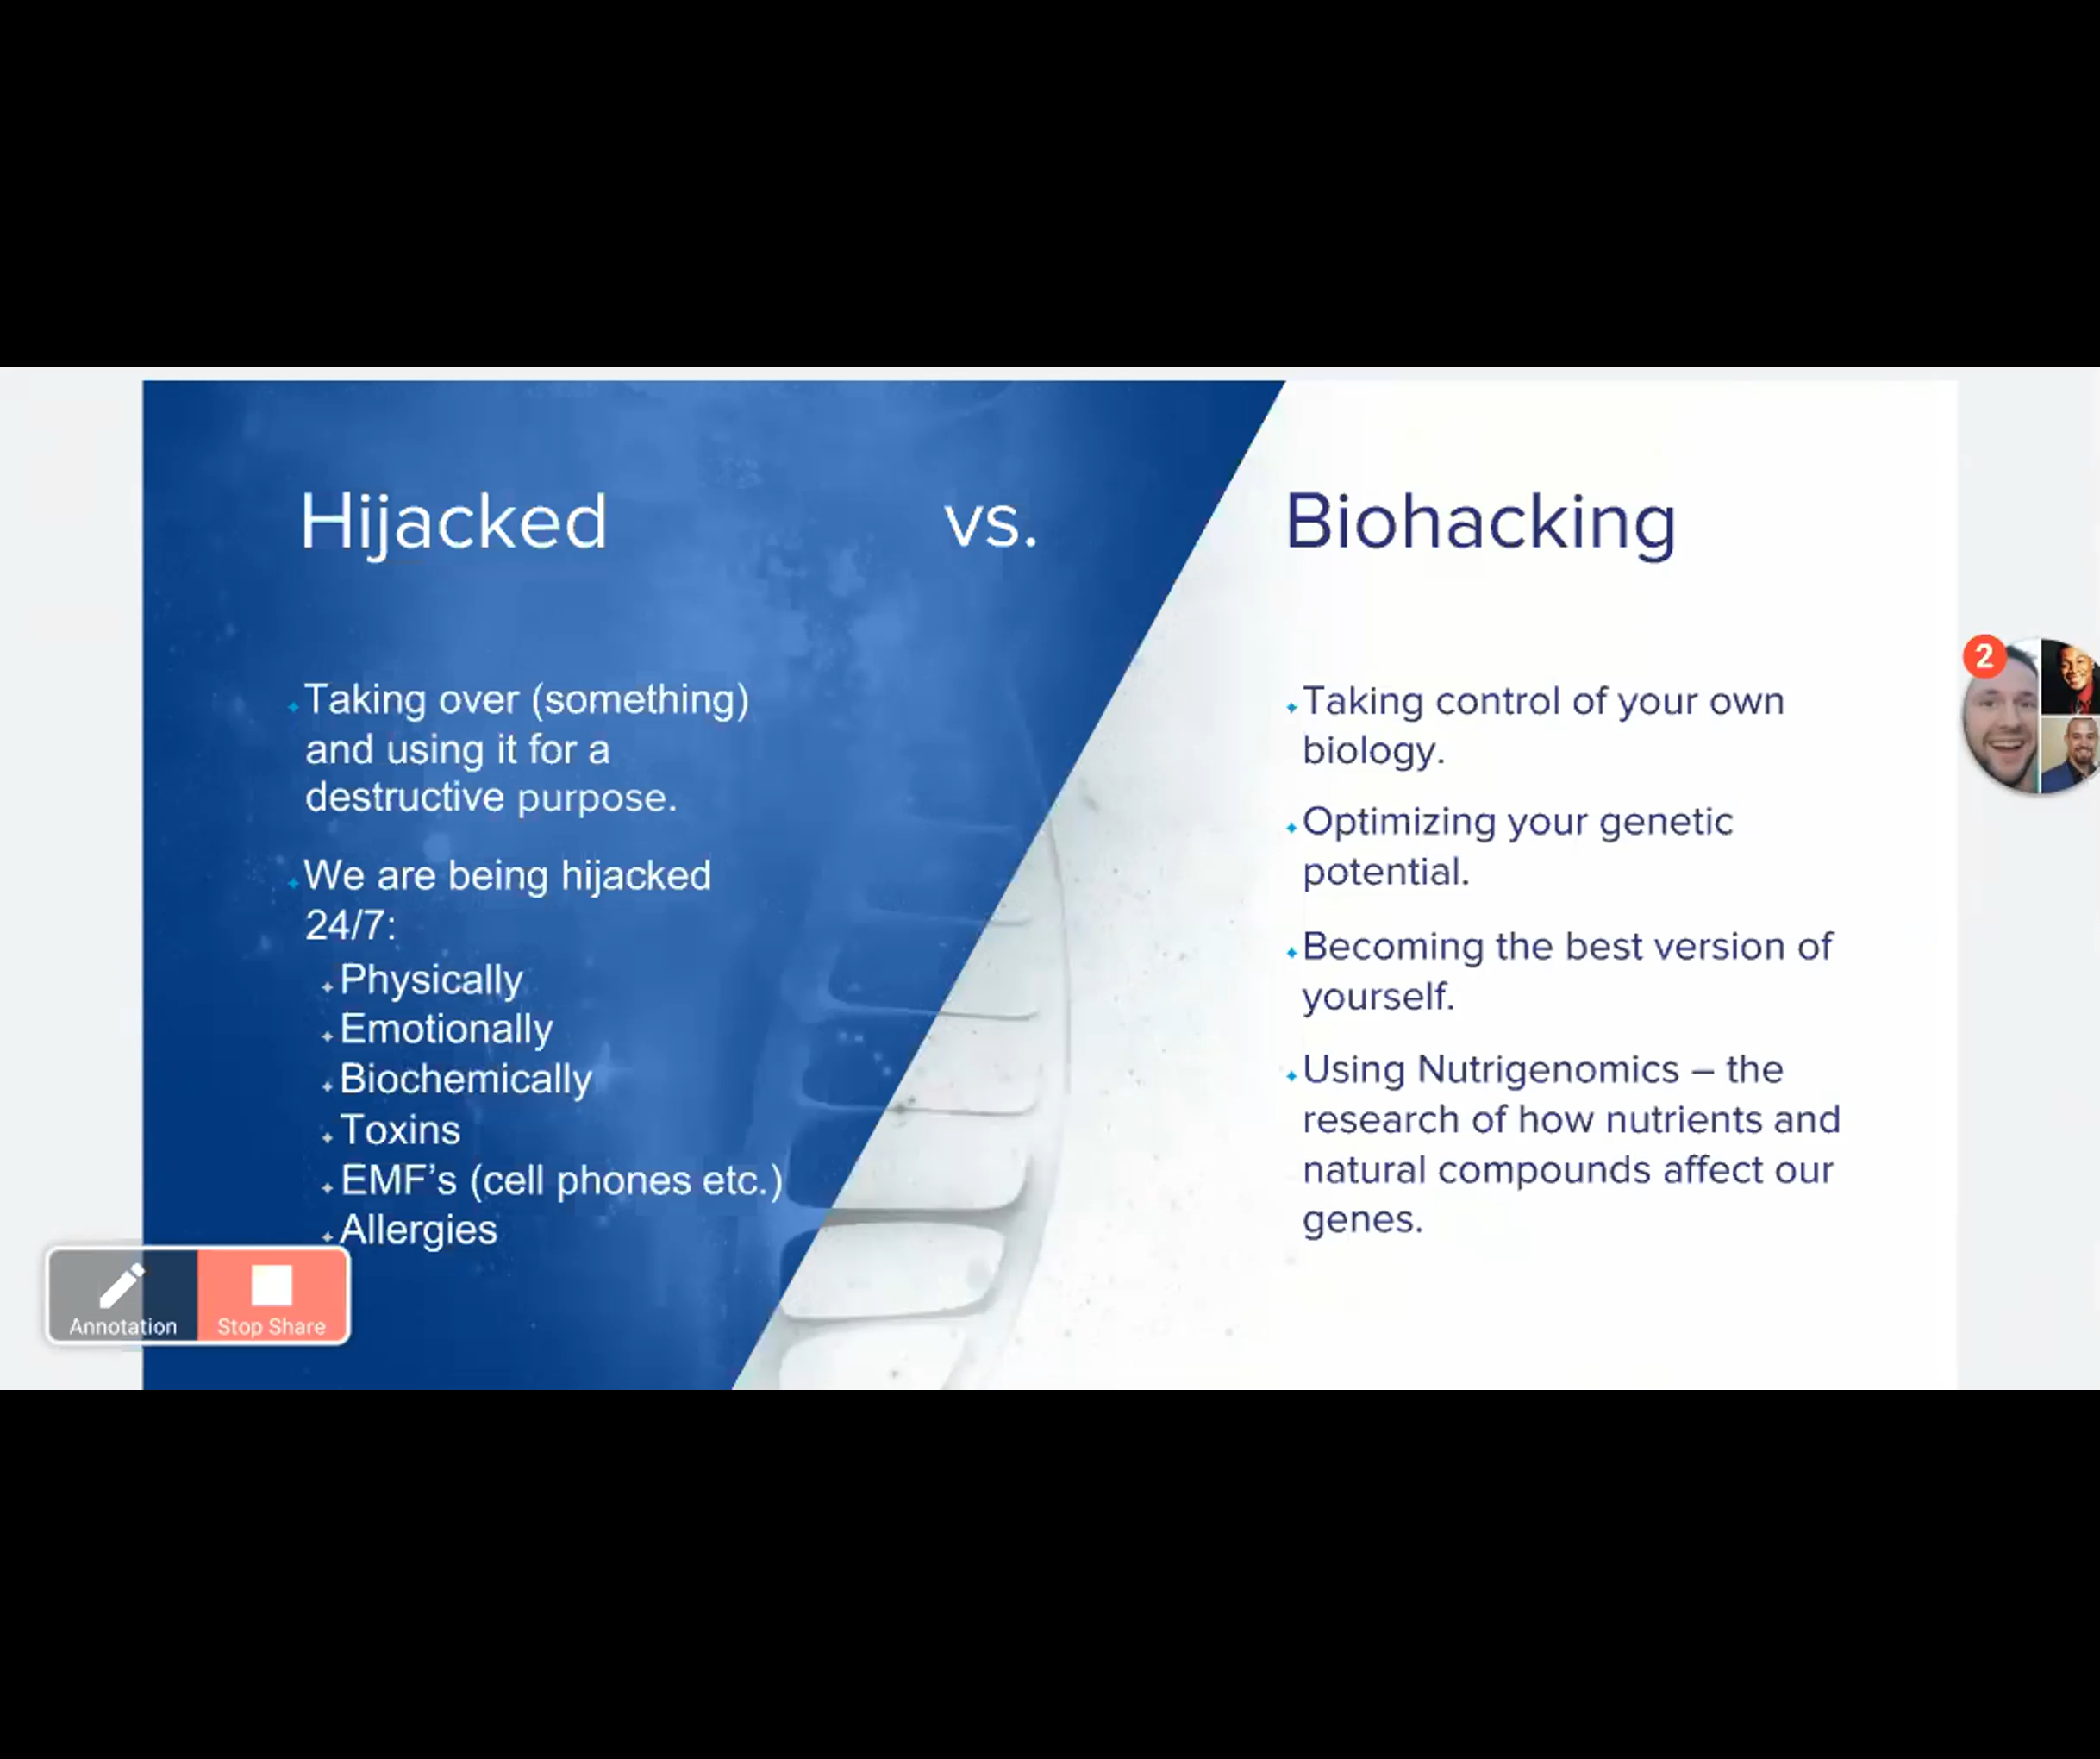 Hijacked vs. Biohacking
Taking over (something)
and using it for a
destructive purpose.
We are being hijacked
24/7:
Physically
Emotionally
Biochemically
Toxins
EMF’s (cell phones etc.)
Allergies
Taking control of your own
biology.
Optimizing your genetic
potential.
Becoming the best version of
yourself.
Using Nutrigenomics – the
research of how nutrients and
natural compounds affect our
genes.
2
Annotation
Stop Share